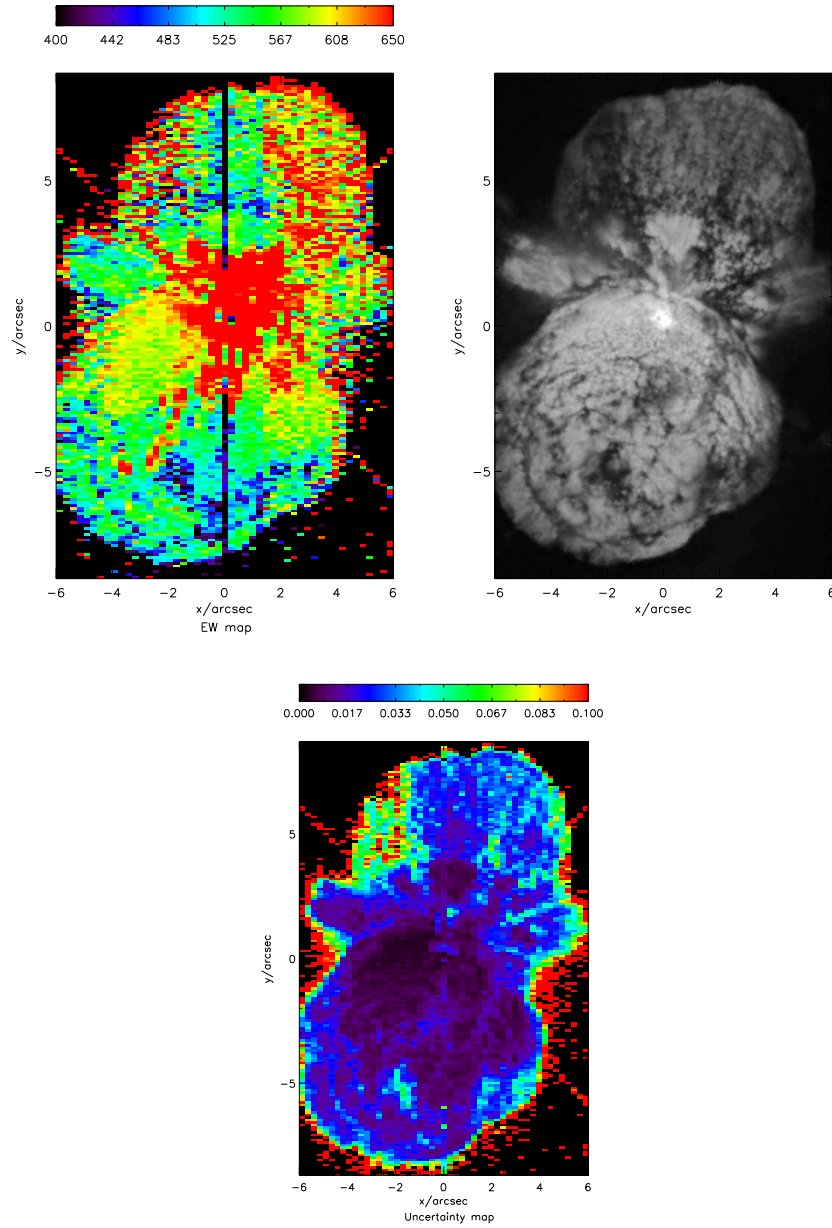 400 442 483 525 567 608 650
5
0
-5
y/arcsec
-6 -4 -2 0 2 4 6
x/arcsec
EW map
5
0
-5
y/arcsec
-6 -4 -2 0 2 4 6
x/arcsec
0.000 0.017 0.033 0.050 0.067 0.083 0.100
5
0
-5
y/arcsec
-6 -4 -2 0 2 4 6
x/arcsec
Uncertainty map